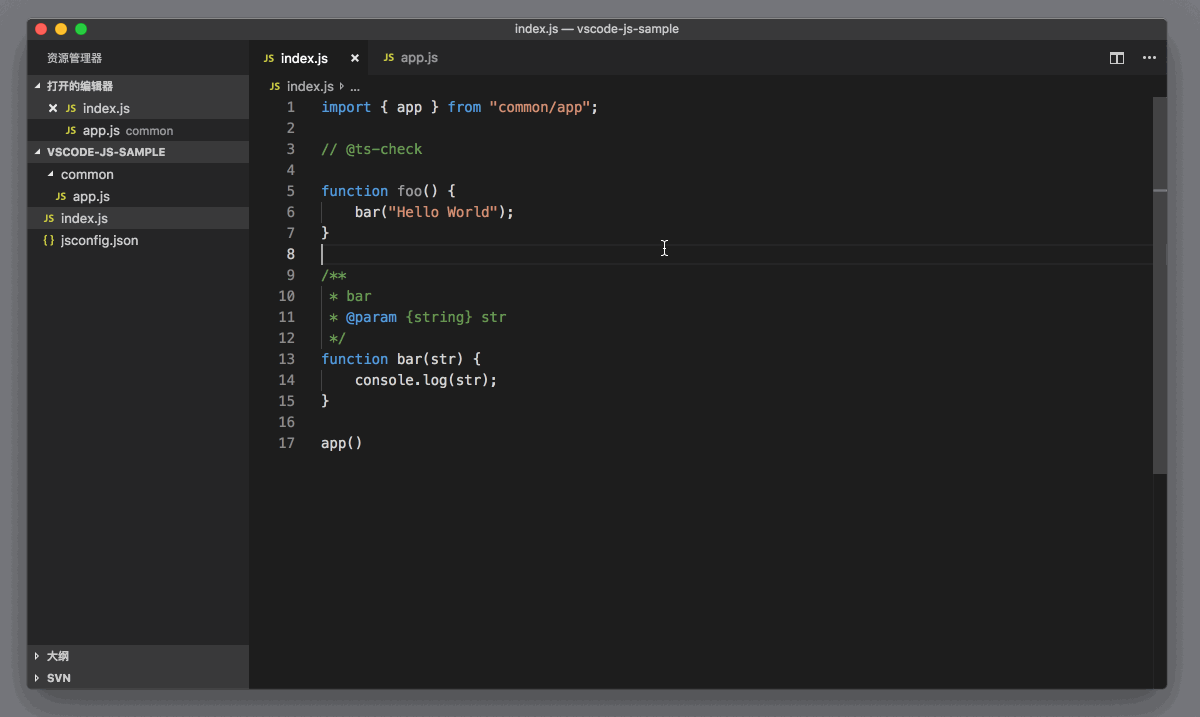 index.js — vscode-js-sample
资源管理器
打开的编辑器
JS index.js
JS app.js common
VSCODE-JS-SAMPLE
common
JS app.js
JS index.js
{} jsconfig.json
大纲
SVN
JS index.js × JS app.js ···
JS index.js ...
1 import { app } from "common/app";
2
3 // @ts-check
4
5 function foo() {
6 bar("Hello World");
7 }
8
9 /**
10 * bar
11 * @param {string} str
12 */
13 function bar(str) {
14 console.log(str);
15 }
16
17 app()